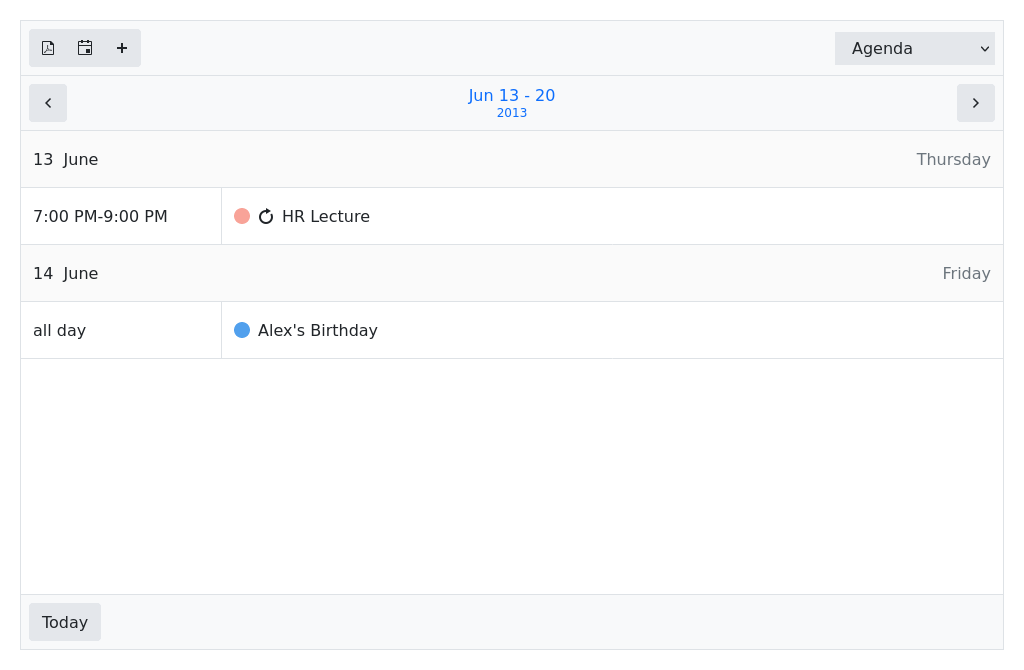 Agenda
Jun 13 - 20
2013
13 June Thursday
7:00 PM-9:00 PM HR Lecture
14 June Friday
all day Alex's Birthday
Today